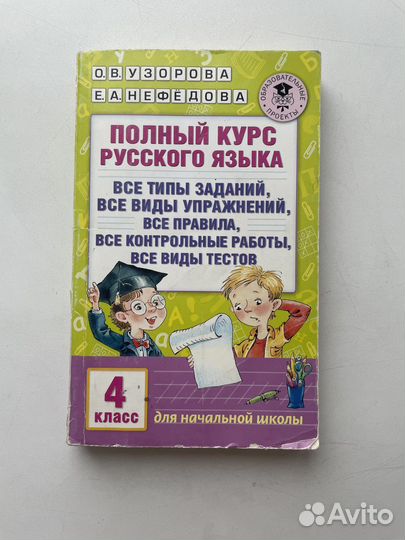 О.В. УЗОРОВА
Е.А. НЕФЁДОВА
ОБРАЗОВАТЕЛЬНЫЕ
ПРОЕКТЫ
ПОЛНЫЙ КУРС
РУССКОГО ЯЗЫКА
ВСЕ ТИПЫ ЗАДАНИЙ,
ВСЕ ВИДЫ УПРАЖНЕНИЙ,
ВСЕ ПРАВИЛА,
ВСЕ КОНТРОЛЬНЫЕ РАБОТЫ,
ВСЕ ВИДЫ ТЕСТОВ
4
класс
для начальной школы
Avito